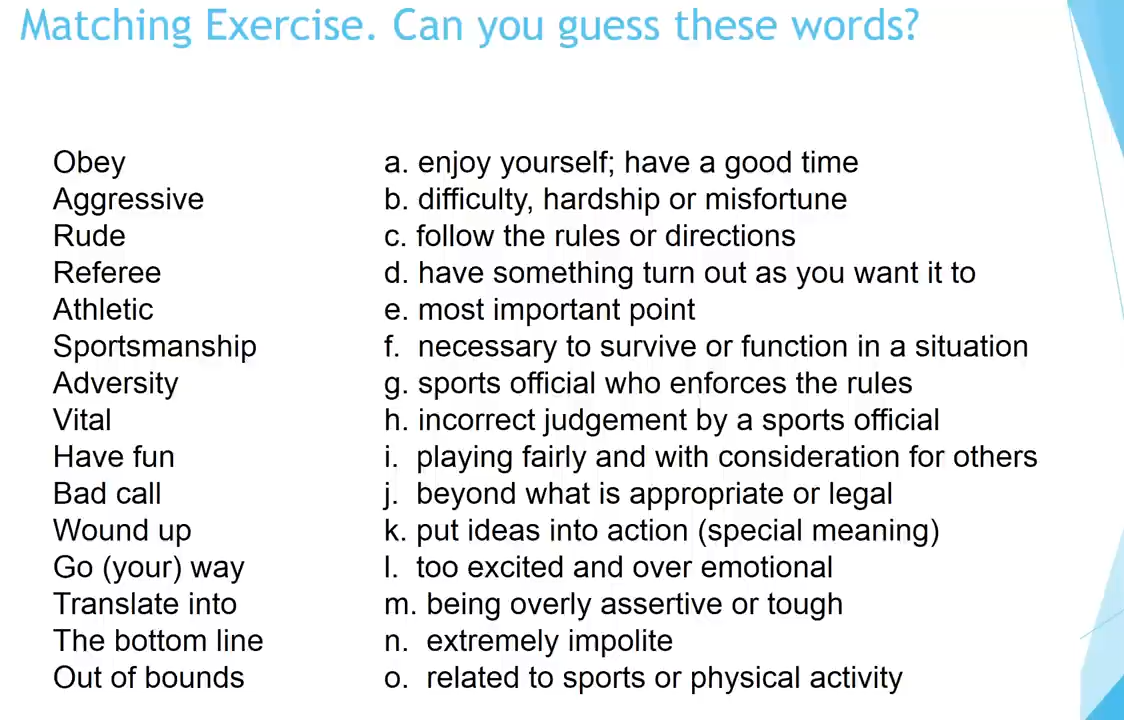 Matching Exercise. Can you guess these words?
Obey a. enjoy yourself; have a good time
Aggressive b. difficulty, hardship or misfortune
Rude c. follow the rules or directions
Referee d. have something turn out as you want it to
Athletic e. most important point
Sportsmanship f. necessary to survive or function in a situation
Adversity g. sports official who enforces the rules
Vital h. incorrect judgement by a sports official
Have fun i. playing fairly and with consideration for others
Bad call j. beyond what is appropriate or legal
Wound up k. put ideas into action (special meaning)
Go (your) way l. too excited and over emotional
Translate into m. being overly assertive or tough
The bottom line n. extremely impolite
Out of bounds o. related to sports or physical activity